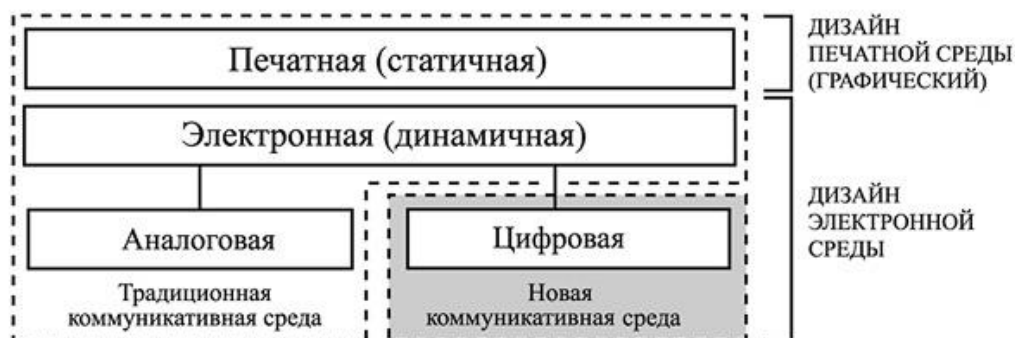 Печатная (статичная)
ДИЗАЙН
ПЕЧАТНОЙ СРЕДЫ
(ГРАФИЧЕСКИЙ)
Электронная (динамичная)
Аналоговая
Цифровая
ДИЗАЙН
ЭЛЕКТРОННОЙ
СРЕДЫ
Традиционная
коммуникативная среда
Новая
коммуникативная среда